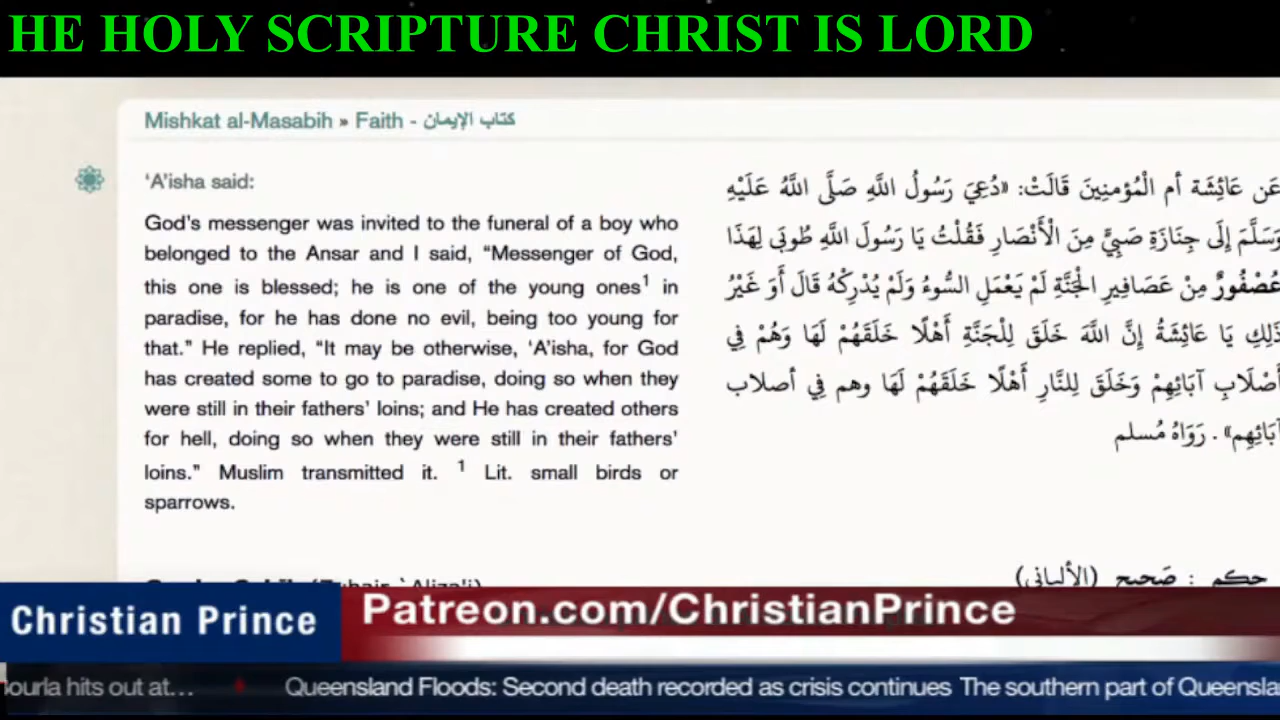 HE HOLY SCRIPTURE CHRIST IS LORD
Mishkat al-Masabih » Faith - كتاب الإيمان
‘A’isha said:
God’s messenger was invited to the funeral of a boy who
belonged to the Ansar and I said, “Messenger of God,
this one is blessed; he is one of the young ones¹ in
paradise, for he has done no evil, being too young for
that.” He replied, “It may be otherwise, ‘A’isha, for God
has created some to go to paradise, doing so when they
were still in their fathers’ loins; and He has created others
for hell, doing so when they were still in their fathers’
loins.” Muslim transmitted it. ¹ Lit. small birds or
sparrows.
عَن عَائِشَة أم الْمُؤمنِينَ قَالَتْ: «دُعِيَ رَسُولُ اللَّهِ صَلَّى اللَّهُ عَلَيْهِ
وَسَلَّمَ إِلَى جِنَازَةِ صَبِيٍّ مِنَ الْأَنْصَارِ فَقُلْتُ يَا رَسُولَ اللَّهِ طُوبَى لِهَذَا
عُصْفُورٌ مِنْ عَصَافِيرِ الْجَنَّةِ لَمْ يَعْمَلِ السُّوءَ وَلَمْ يُدْرِكْهُ قَالَ أَوَ غَيْرُ
ذَلِكِ يَا عَائِشَةُ إِنَّ اللَّهَ خَلَقَ لِلْجَنَّةِ أَهْلًا خَلَقَهُمْ لَهَا وَهُمْ فِي
أَصْلَابِ آبَائِهِمْ وَخَلَقَ لِلنَّارِ أَهْلًا خَلَقَهُمْ لَهَا وهم فِي أصلاب
آبَائِهِم» . رَوَاهُ مُسلم
حكم : صَحِيح (الألباني)
Christian Prince
Patreon.com/ChristianPrince
ourla hits out at… Queensland Floods: Second death recorded as crisis continues The southern part of Queensla